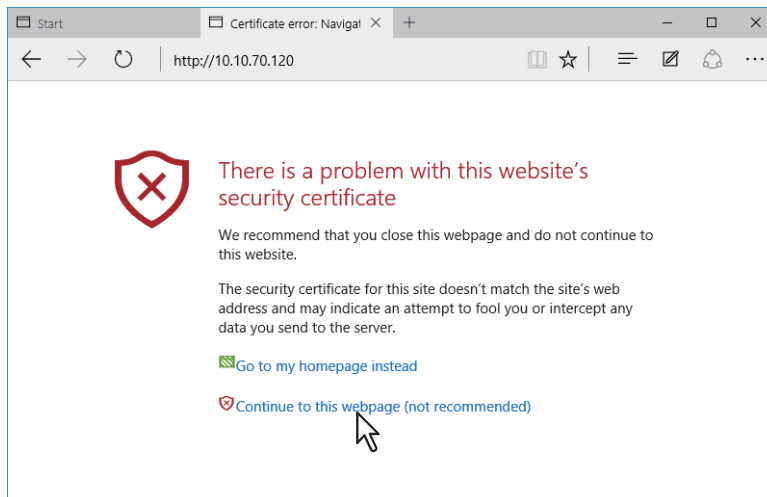 Start
Certificate error: Navigat
http://10.10.70.120
There is a problem with this website's
security certificate
We recommend that you close this webpage and do not continue to
this website.
The security certificate for this site doesn't match the site's web
address and may indicate an attempt to fool you or intercept any
data you send to the server.
Go to my homepage instead
Continue to this webpage (not recommended)